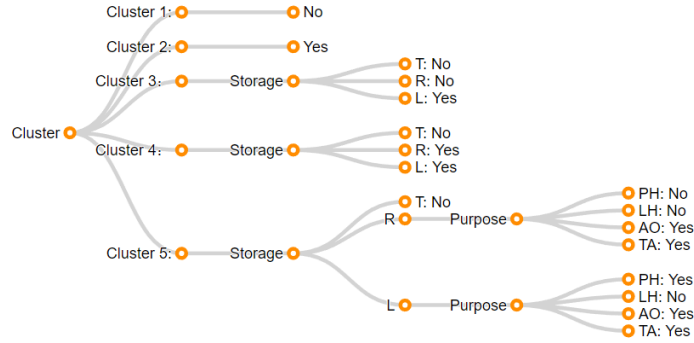 Cluster
Cluster 1:
No
Cluster 2:
Yes
Cluster 3:
Storage
T: No
R: No
L: Yes
Cluster 4:
Storage
T: No
R: Yes
L: Yes
Cluster 5:
Storage
T: No
R
Purpose
PH: No
LH: No
AO: Yes
TA: Yes
L
Purpose
PH: Yes
LH: No
AO: Yes
TA: Yes